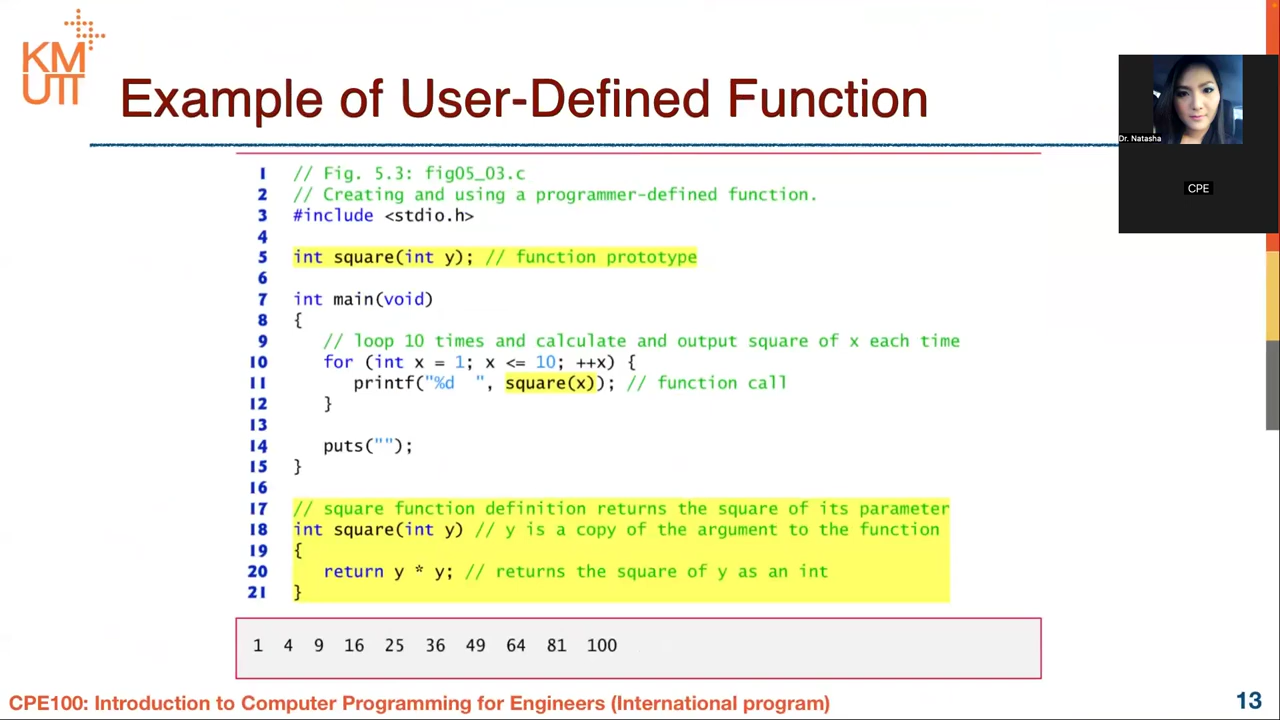 KM
UTT
Example of User-Defined Function
Dr. Natasha
CPE
1 // Fig. 5.3: fig05_03.c
2 // Creating and using a programmer-defined function.
3 #include <stdio.h>
4
5 int square(int y); // function prototype
6
7 int main(void)
8 {
9 // loop 10 times and calculate and output square of x each time
10 for (int x = 1; x <= 10; ++x) {
11 printf("%d  ", square(x)); // function call
12 }
13
14 puts("");
15 }
16
17 // square function definition returns the square of its parameter
18 int square(int y) // y is a copy of the argument to the function
19 {
20 return y * y; // returns the square of y as an int
21 }
1 4 9 16 25 36 49 64 81 100
CPE100: Introduction to Computer Programming for Engineers (International program)
13